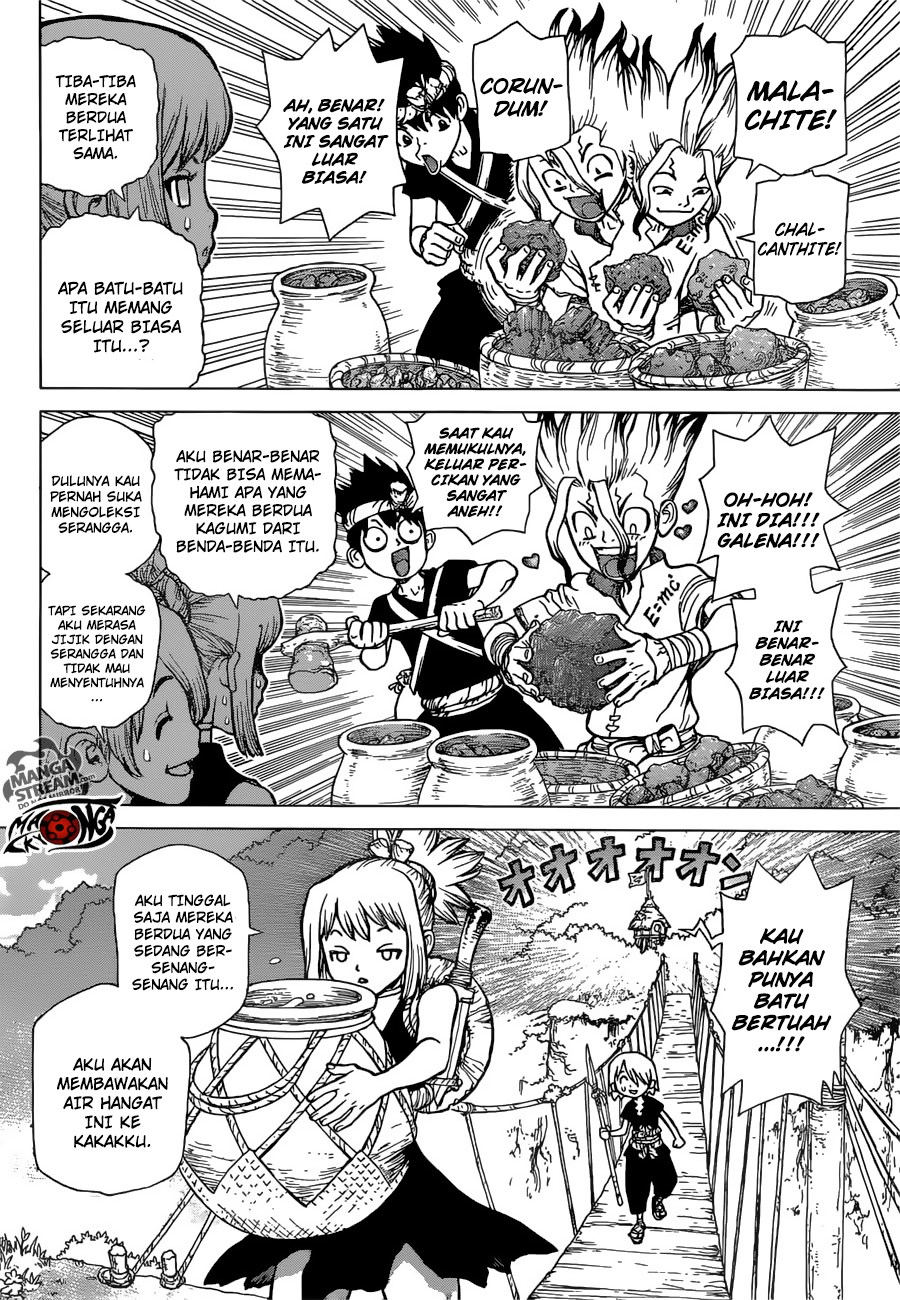 MALA-
CHITE!
CHAL-
CANTHITE!
CORUN-
DUM!
AH, BENAR!
YANG SATU
INI SANGAT
LUAR
BIASA!
TIBA-TIBA
MEREKA
BERDUA
TERLIHAT
SAMA.
APA BATU-BATU
ITU MEMANG
SELUAR BIASA
ITU...?
OH-HOH!
INI DIA!!!
GALENA!!!
INI
BENAR-
BENAR
LUAR
BIASA!!!
E=mc²
SAAT KAU
MEMUKULNYA,
KELUAR PER-
CIKAN YANG
SANGAT
ANEH!!
AKU BENAR-BENAR
TIDAK BISA MEMA-
HAMI APA YANG
MEREKA BERDUA
KAGUMI DARI
BENDA-BENDA ITU.
DULUNYA KAU
PERNAH SUKA
MENGOLEKSI
SERANGGA.
TAPI SEKARANG
AKU MERASA
JIJIK DENGAN
SERANGGA DAN
TIDAK MAU
MENYENTUHNYA
...
MANGA
STREAM.com
KAU
BAHKAN
PUNYA
BATU
BERTUAH
...!!!
オオオオオオン
AKU TINGGAL
SAJA MEREKA
BERDUA YANG
SEDANG BER-
SENANG-
SENANG ITU...
AKU AKAN
MEMBAWAKAN
AIR HANGAT
INI KE
KAKAKKU.